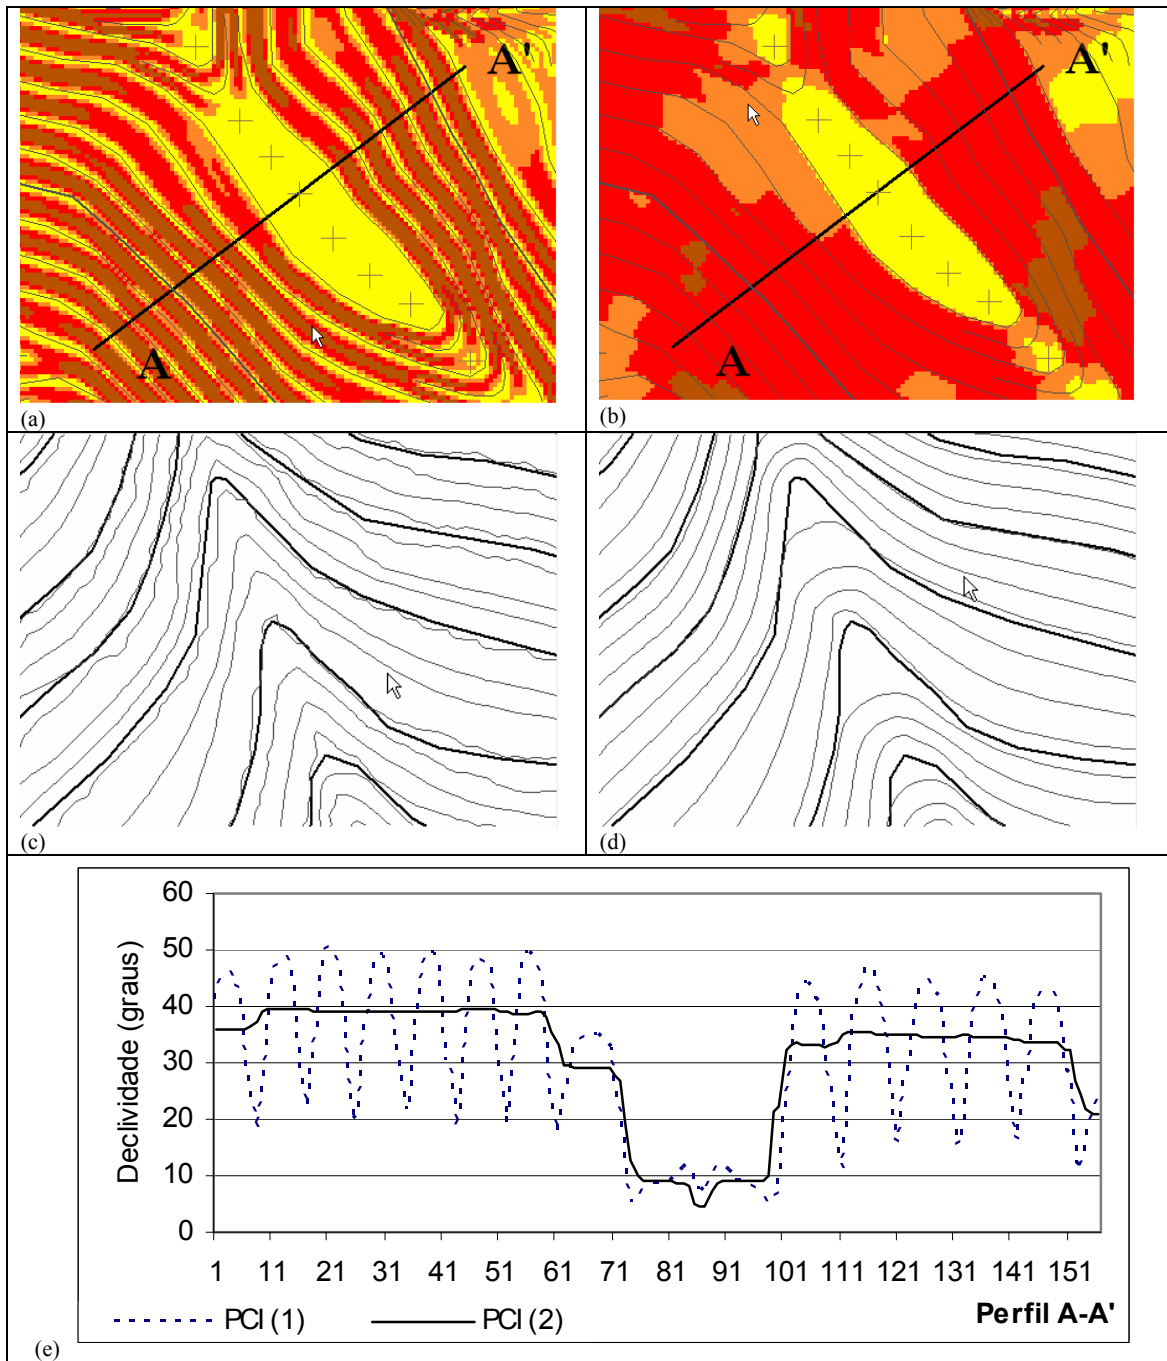 A'
A
(a)
A'
A
(b)
(c)
(d)
60
50
40
30
20
10
0
Declividade (graus)
1 11 21 31 41 51 61 71 81 91 101 111 121 131 141 151
PCI (1) PCI (2) Perfil A-A'
(e)